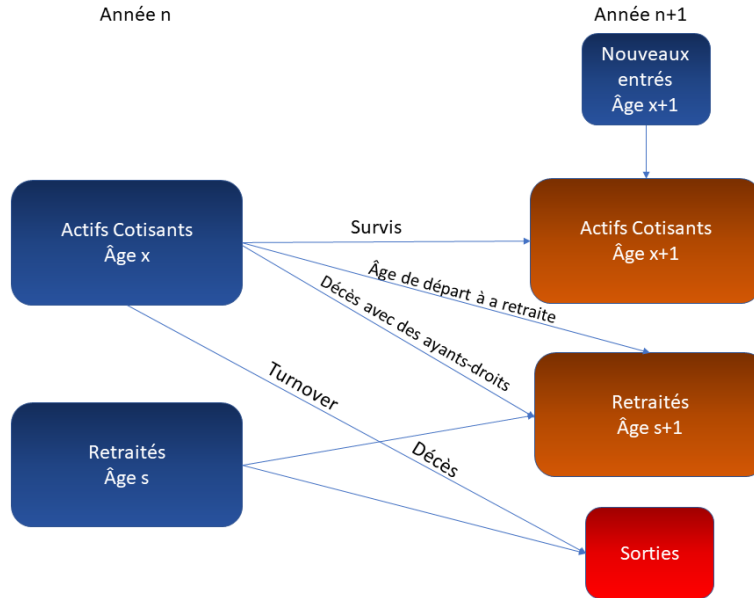 Année n
Année n+1
Nouveaux
entrés
Âge x+1
Actifs Cotisants
Âge x
Survis
Actifs Cotisants
Âge x+1
Âge de départ à a retraite
Décès avec des ayants-droits
Turnover
Retraités
Âge s+1
Retraités
Âge s
Décès
Sorties